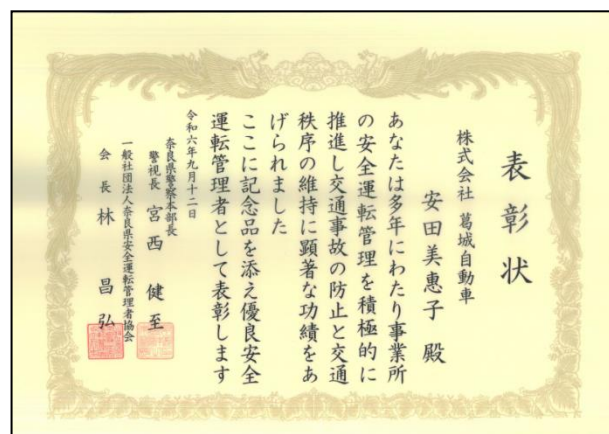 表彰状
株式会社 葛城自動車
安田美惠子 殿
あなたは多年にわたり事業所
の安全運転管理を積極的に
推進し交通事故の防止と交通
秩序の維持に顕著な功績をあ
げられました
ここに記念品を添え優良安全
運転管理者として表彰します
令和六年九月十二日
奈良県警察本部長
警視長 宮西 健至
一般社団法人奈良県安全運転管理者協会
会長 林 昌弘